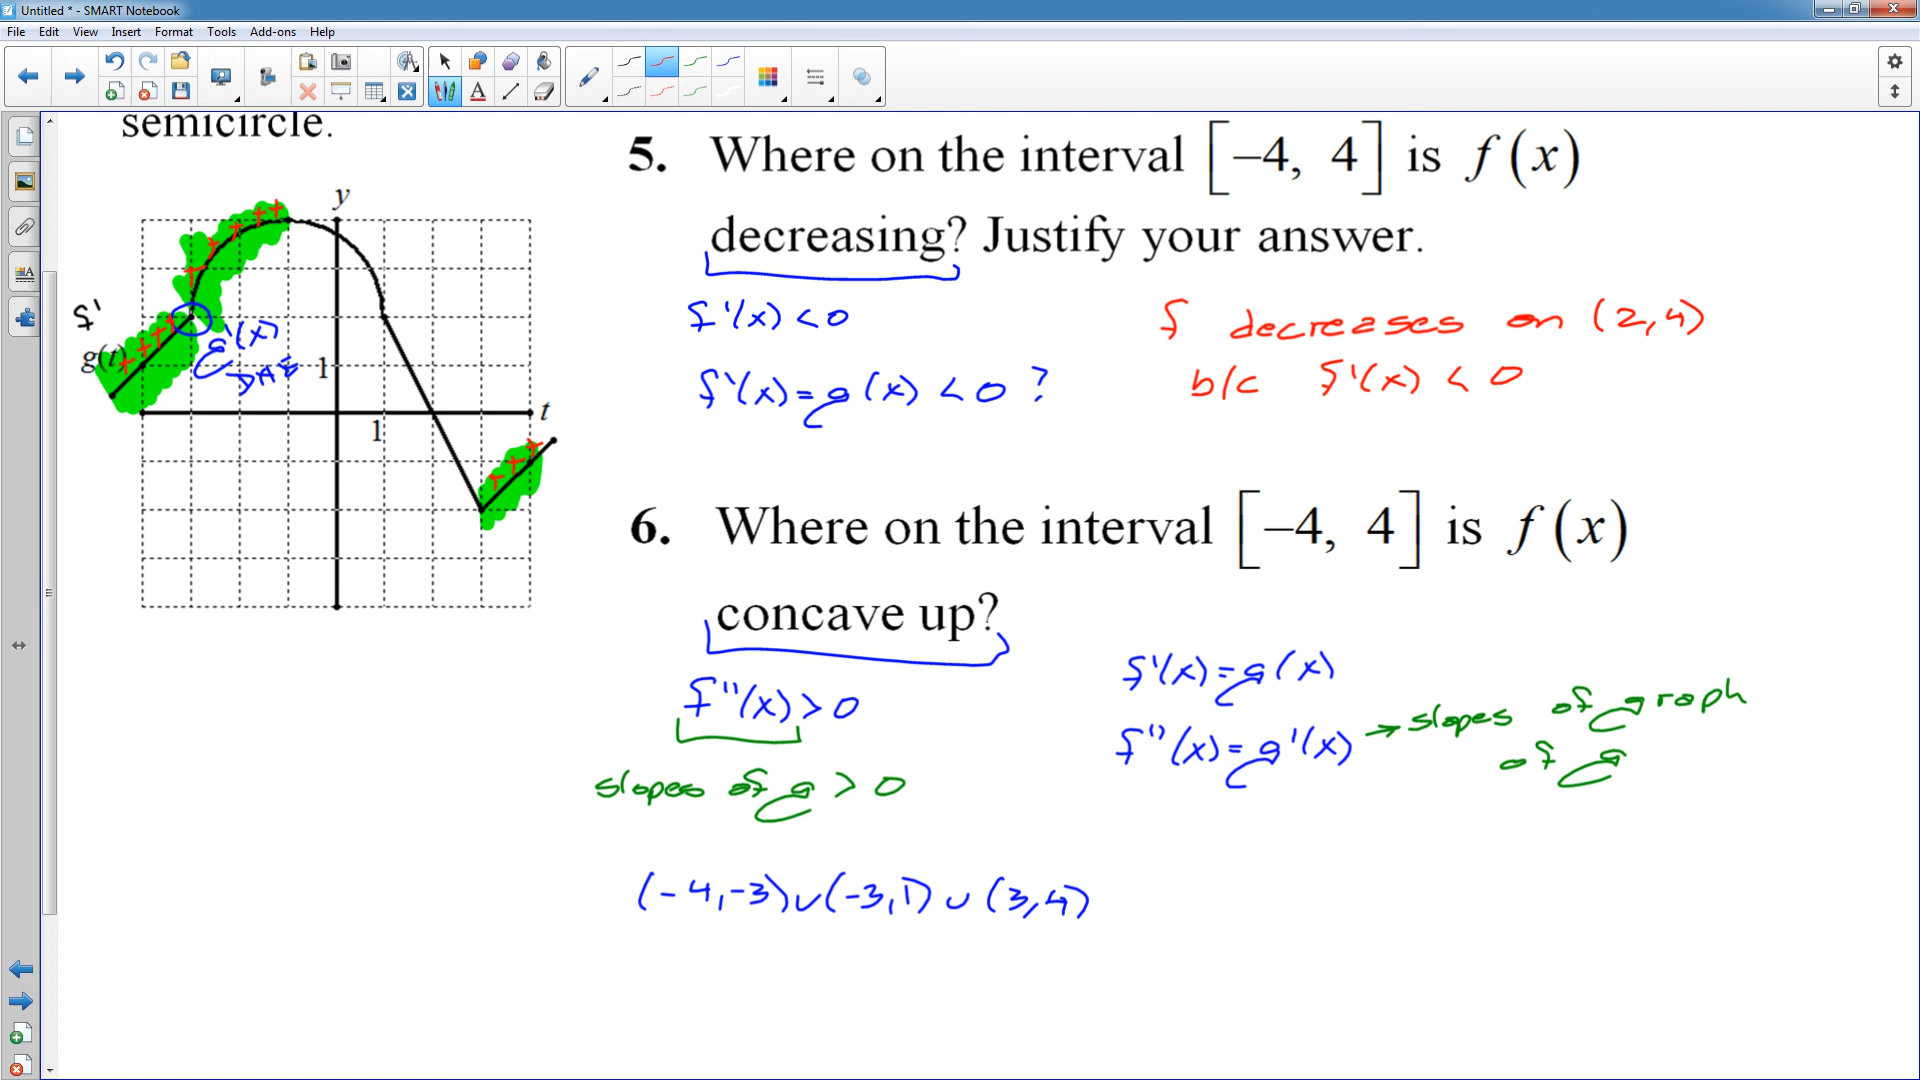 Untitled * - SMART Notebook
File Edit View Insert Format Tools Add-ons Help
semicircle.
5. Where on the interval [−4, 4] is f(x)
decreasing? Justify your answer.
f'(x) < 0
f'(x) = g(x) < 0 ?
f decreases on (2,4)
b/c f'(x) < 0
y
f'
g(t)
+++
+++++
g'(x)
DNE
1
1
t
+++
6. Where on the interval [−4, 4] is f(x)
concave up?
f''(x) > 0
slopes of g > 0
f'(x) = g(x)
f''(x) = g'(x) → slopes of graph
of g
(-4,-3)∪(-3,1)∪(3,4)